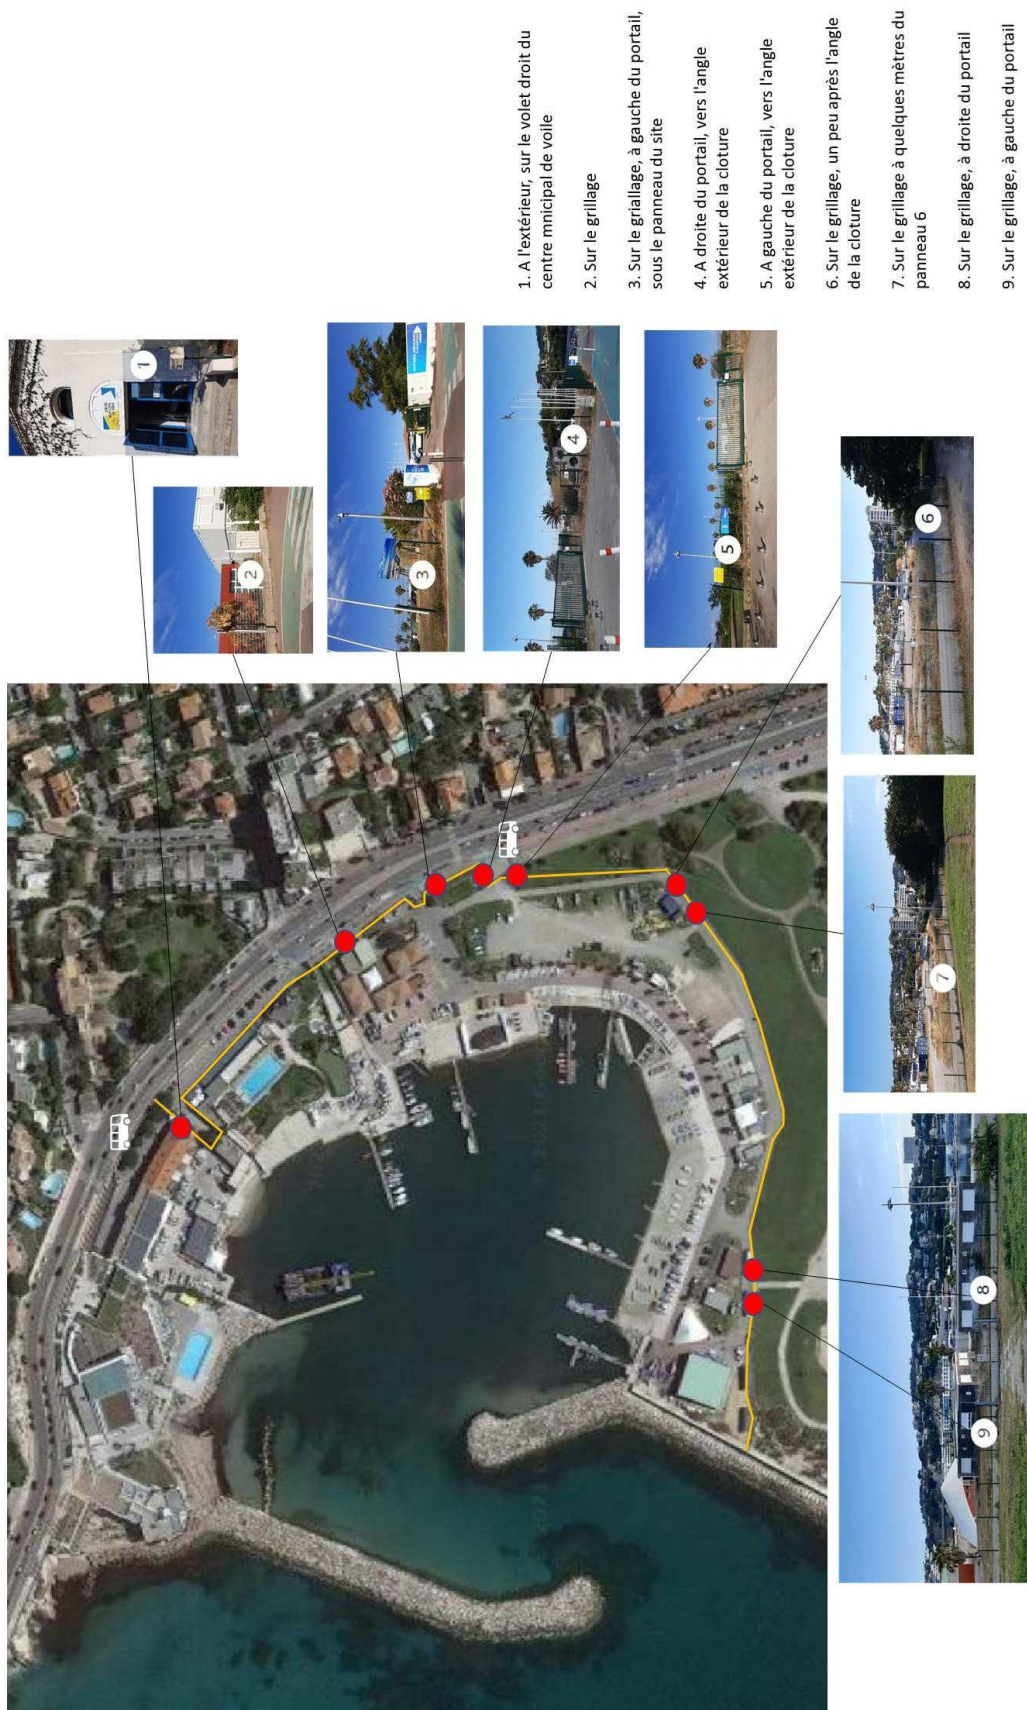 1. A l'extérieur, sur le volet droit du
centre mnicipal de voile
2. Sur le grillage
3. Sur le griallage, à gauche du portail,
sous le panneau du site
4. A droite du portail, vers l'angle
extérieur de la cloture
5. A gauche du portail, vers l'angle
extérieur de la cloture
6. Sur le grillage, un peu après l'angle
de la cloture
7. Sur le grillage à quelques mètres du
panneau 6
8. Sur le grillage, à droite du portail
9. Sur le grillage, à gauche du portail
1
2
3
4
5
6
7
8
9